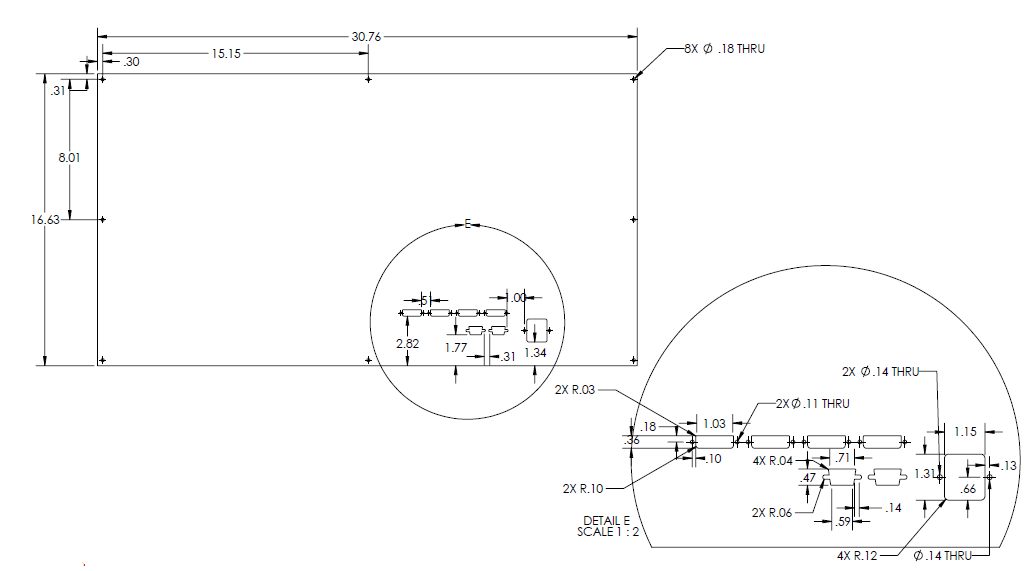 30.76
15.15
8X Ø .18 THRU
.30
.31
8.01
16.63
E
.51
1.00
2.82
1.77
.31
1.34
2X Ø .14 THRU
2X R.03
2X Ø .11 THRU
.18
1.03
1.15
.36
.10
4X R.04
.71
1.31
.13
.47
.66
2X R.10
2X R.06
.59
.14
DETAIL E
SCALE 1 : 2
4X R.12
Ø .14 THRU